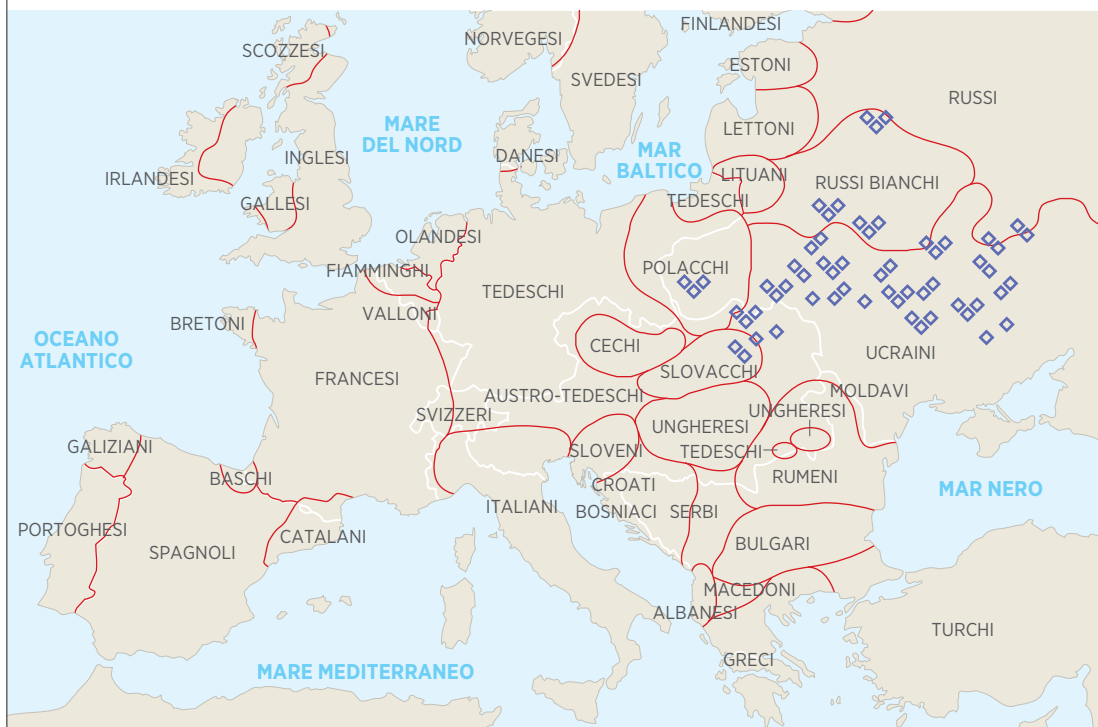 FINLANDESI
NORVEGESI
SCOZZESI
ESTONI
SVEDESI
RUSSI
MARE
DEL NORD
LETTONI
INGLESI
DANESI
MAR
BALTICO
LITUANI
IRLANDESI
RUSSI BIANCHI
GALLESI
TEDESCHI
OLANDESI
FIAMMINGHI
POLACCHI
TEDESCHI
VALLONI
BRETONI
OCEANO
ATLANTICO
CECHI
UCRAINI
SLOVACCHI
FRANCESI
AUSTRO-TEDESCHI
MOLDAVI
SVIZZERI
UNGHERESI
UNGHERESI
GALIZIANI
SLOVENI
TEDESCHI
BASCHI
RUMENI
CROATI
MAR NERO
ITALIANI
BOSNIACI
SERBI
PORTOGHESI
CATALANI
SPAGNOLI
BULGARI
MACEDONI
ALBANESI
TURCHI
GRECI
MARE MEDITERRANEO